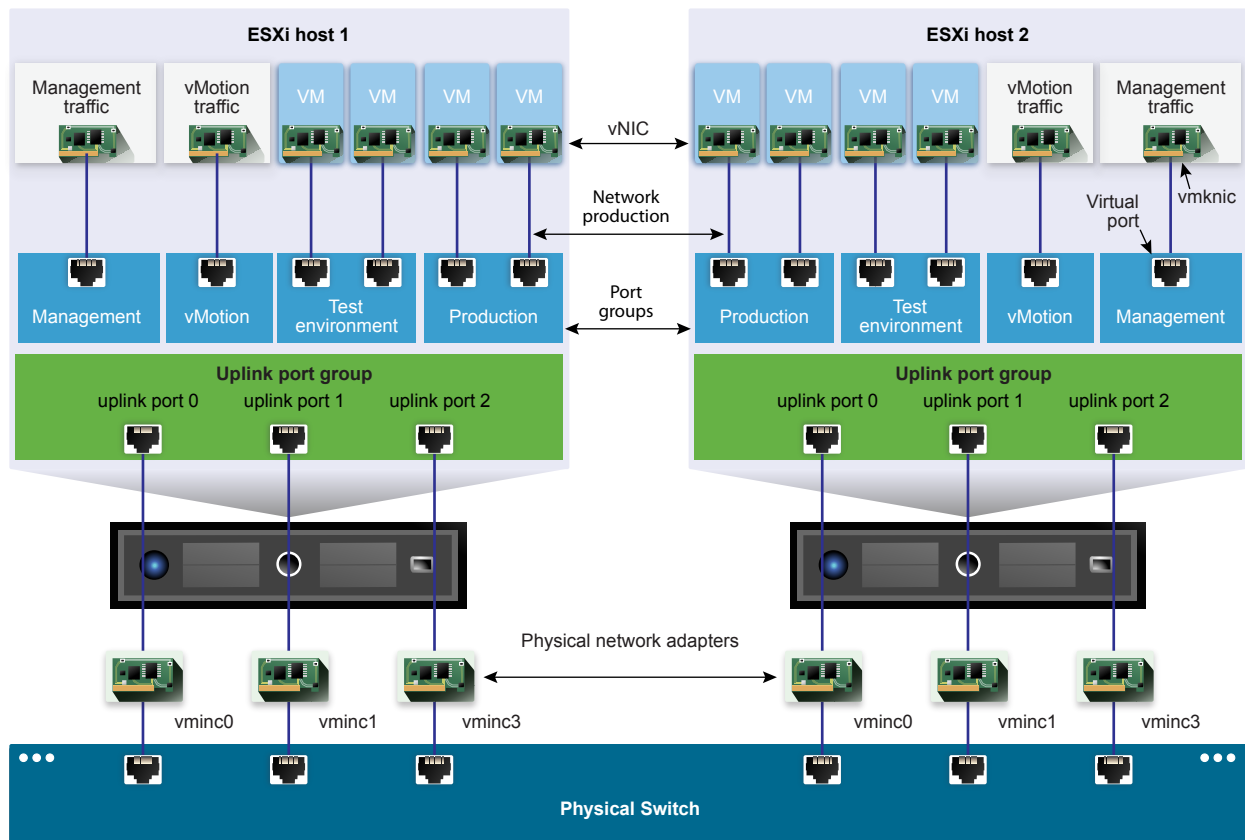 ESXi host 1
ESXi host 2
Management
traffic
vMotion
traffic
VM
VM
VM
VM
vNIC
VM
VM
VM
VM
vMotion
traffic
Management
traffic
vmknic
Network
production
Virtual
port
Management
vMotion
Test
environment
Production
Port
groups
Production
Test
environment
vMotion
Management
Uplink port group
uplink port 0
uplink port 1
uplink port 2
Uplink port group
uplink port 0
uplink port 1
uplink port 2
Physical network adapters
vminc0
vminc1
vminc3
vminc0
vminc1
vminc3
Physical Switch